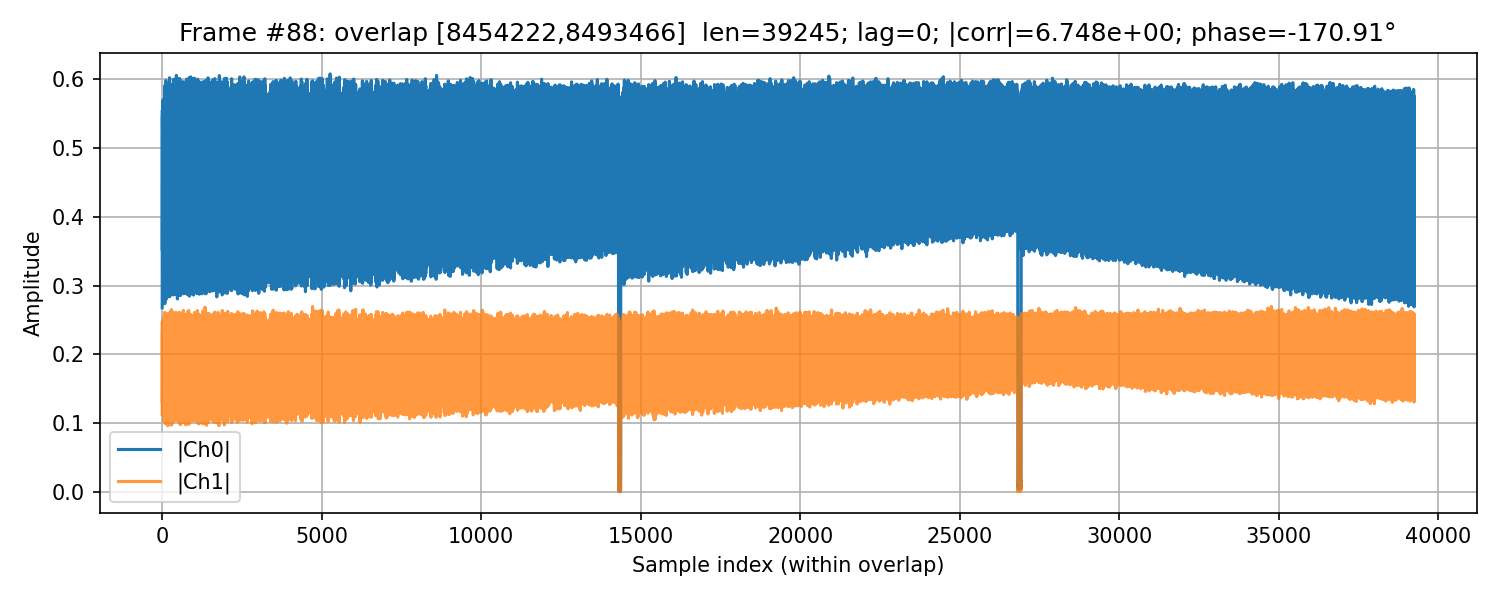 Frame #88: overlap [8454222,8493466]  len=39245; lag=0; |corr|=6.748e+00; phase=-170.91°
Amplitude
0.6
0.5
0.4
0.3
0.2
0.1
0.0
|Ch0|
|Ch1|
0 5000 10000 15000 20000 25000 30000 35000 40000
Sample index (within overlap)